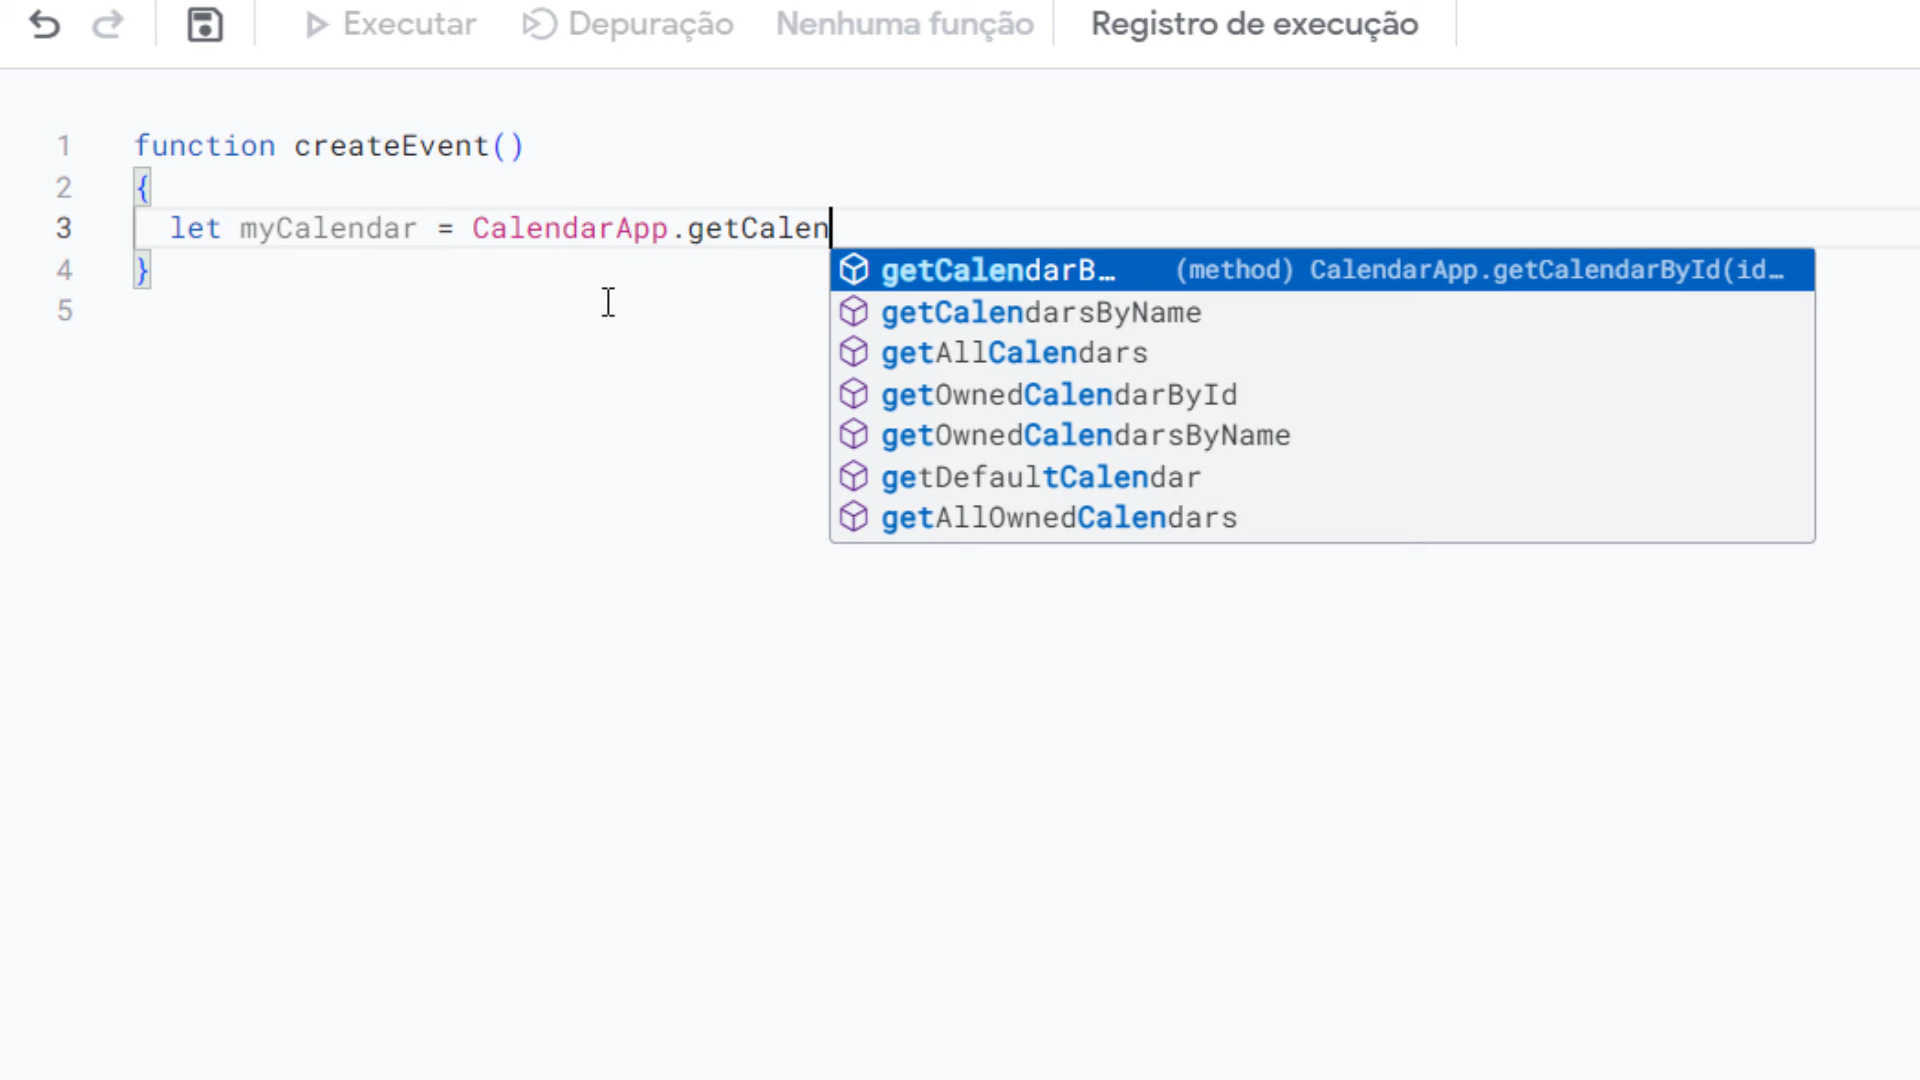 Executar Depuração Nenhuma função Registro de execução
1 function createEvent()
2 {
3 let myCalendar = CalendarApp.getCalen
4 }
5
getCalendarB… (method) CalendarApp.getCalendarById(id…
getCalendarsByName
getAllCalendars
getOwnedCalendarById
getOwnedCalendarsByName
getDefaultCalendar
getAllOwnedCalendars